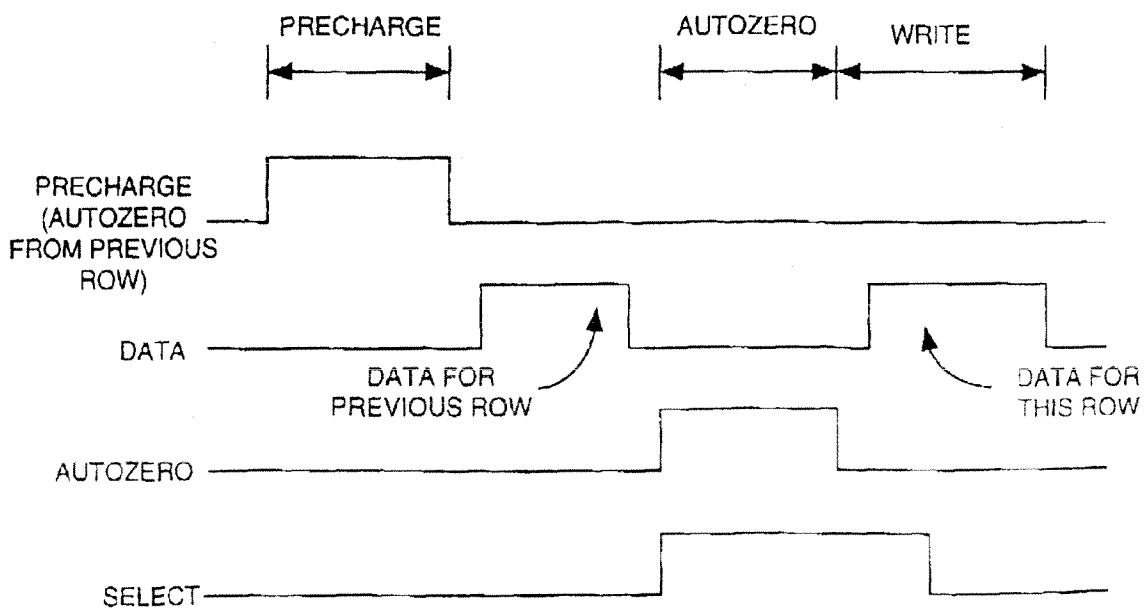 PRECHARGE
AUTOZERO
WRITE
PRECHARGE
(AUTOZERO
FROM PREVIOUS
ROW)
DATA
DATA FOR
PREVIOUS ROW
DATA FOR
THIS ROW
AUTOZERO
SELECT